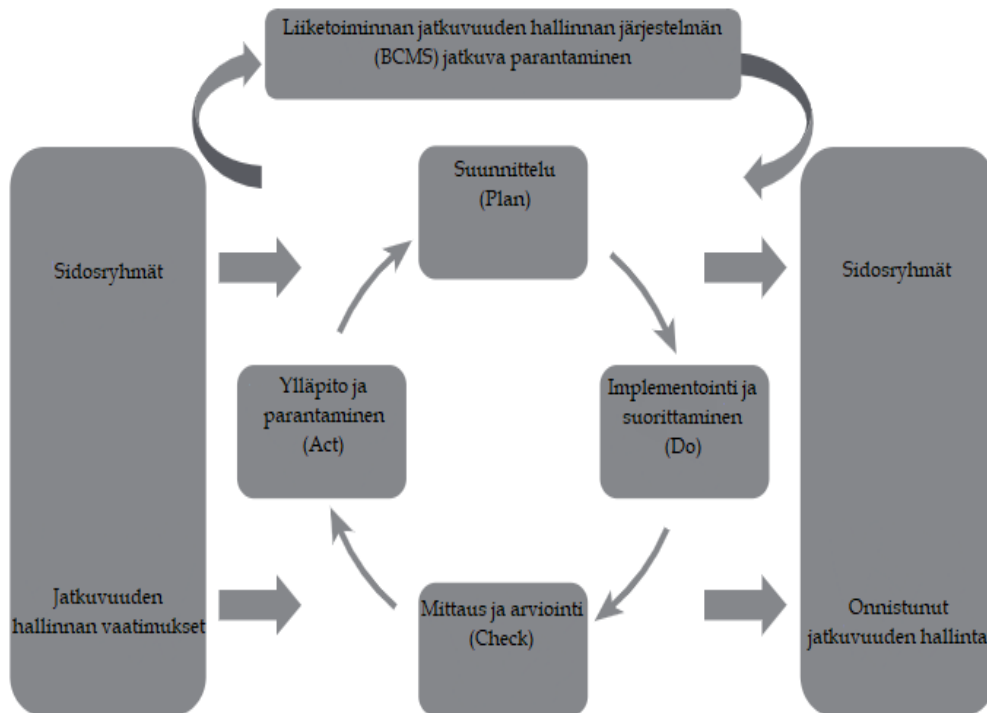 Liiketoiminnan jatkuvuuden hallinnan järjestelmän
(BCMS) jatkuva parantaminen
Suunnittelu
(Plan)
Sidosryhmät
Sidosryhmät
Ylläpito ja
parantaminen
(Act)
Implementointi ja
suorittaminen
(Do)
Mittaus ja arviointi
(Check)
Jatkuvuuden
hallinnan vaatimukset
Onnistunut
jatkuvuuden hallinta